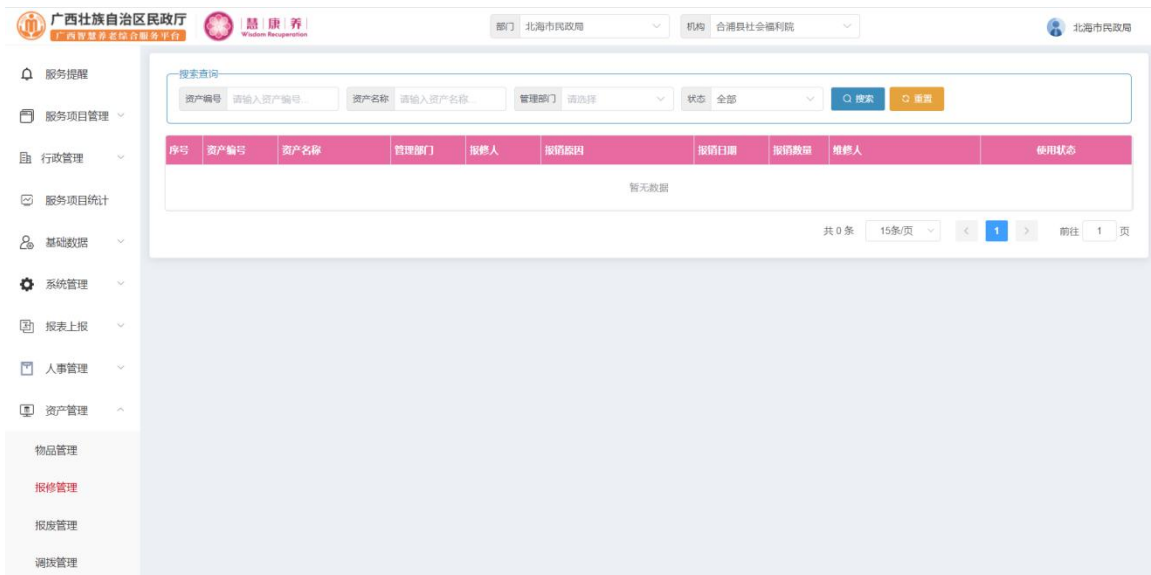 广西壮族自治区民政厅
广西智慧养老综合服务平台
慧康养
Wisdom Recuperation
部门 北海市民政局
机构 合浦县社会福利院
北海市民政局
服务提醒
服务项目管理
行政管理
服务项目统计
基础数据
系统管理
报表上报
人事管理
资产管理
物品管理
报修管理
报废管理
调拨管理
搜索查询
资产编号 请输入资产编号...
资产名称 请输入资产名称...
管理部门 请选择
状态 全部
搜索
重置
序号 资产编号 资产名称 管理部门 报修人 报销原因 报销日期 报销数量 维修人 使用状态
暂无数据
共 0 条 15条/页 < 1 > 前往 1 页